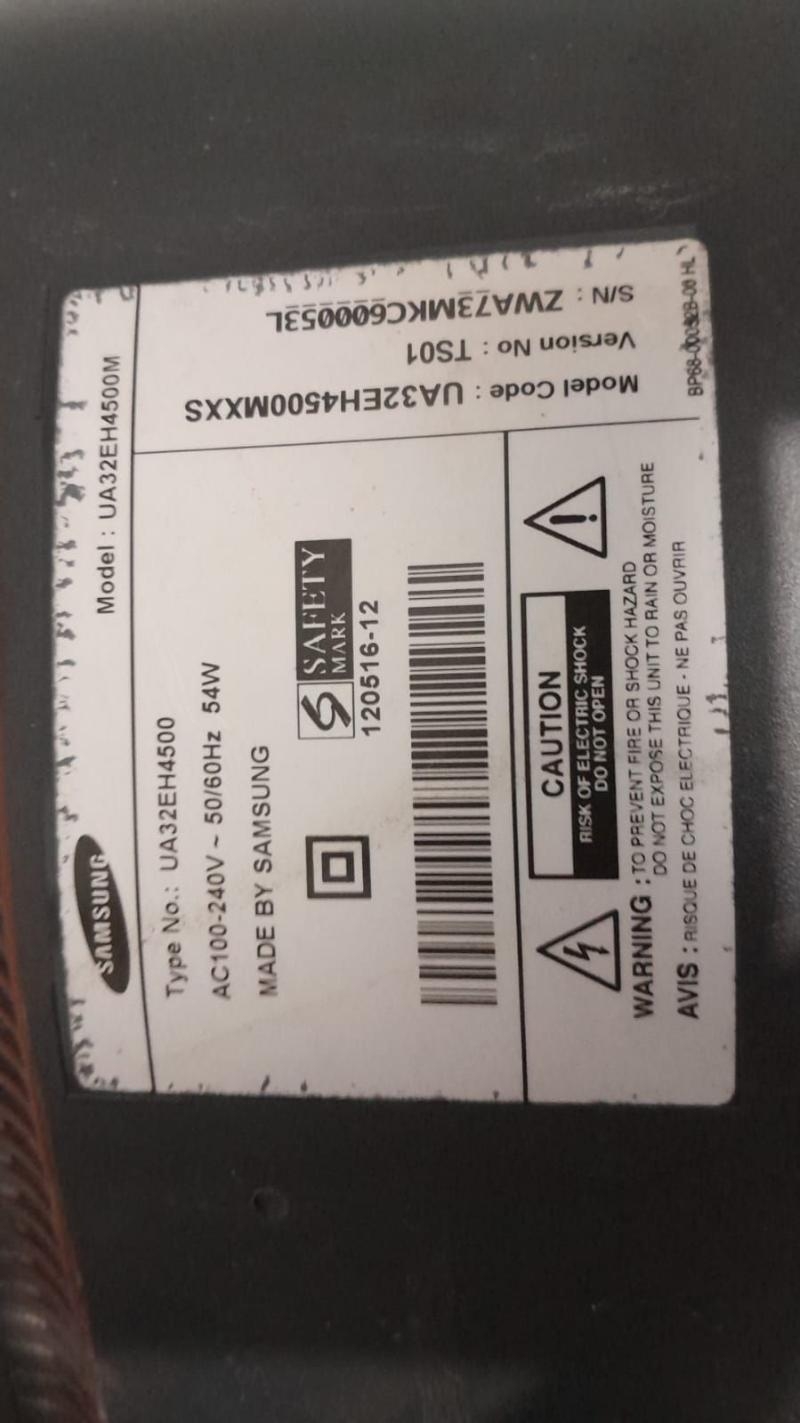 SAMSUNG
Model : UA32EH4500M
Type No.: UA32EH4500
AC100-240V ~ 50/60Hz 54W
MADE BY SAMSUNG
SAFETY
MARK
120516-12
CAUTION
RISK OF ELECTRIC SHOCK
DO NOT OPEN
WARNING : TO PREVENT FIRE OR SHOCK HAZARD
DO NOT EXPOSE THIS UNIT TO RAIN OR MOISTURE
AVIS : RISQUE DE CHOC ELECTRIQUE - NE PAS OUVRIR
Model Code : UA32EH4500MXXS
Version No : TS01
S/N : ZWA73MKC600053L